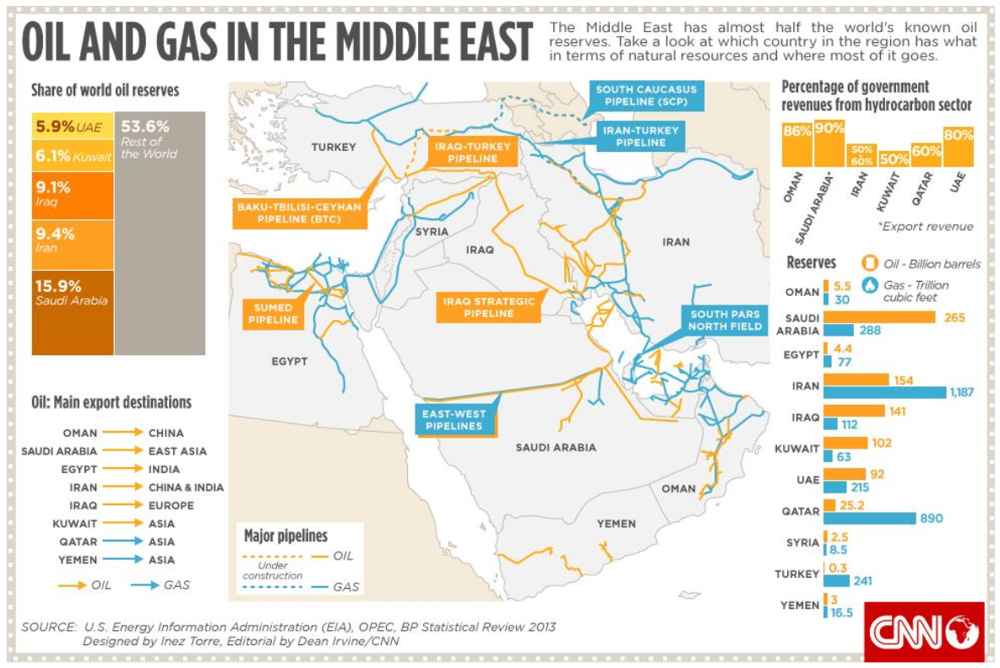 OIL AND GAS IN THE MIDDLE EAST
The Middle East has almost half the world's known oil
reserves. Take a look at which country in the region has what
in terms of natural resources and where most of it goes.
Share of world oil reserves
5.9% UAE
6.1% Kuwait
9.1%
Iraq
9.4%
Iran
15.9%
Saudi Arabia
53.6%
Rest of
the World
Oil: Main export destinations
OMAN CHINA
SAUDI ARABIA EAST ASIA
EGYPT INDIA
IRAN CHINA & INDIA
IRAQ EUROPE
KUWAIT ASIA
QATAR ASIA
YEMEN ASIA
OIL GAS
SOUTH CAUCASUS
PIPELINE (SCP)
IRAN-TURKEY
PIPELINE
TURKEY
IRAQ-TURKEY
PIPELINE
BAKU-TBILISI-CEYHAN
PIPELINE (BTC)
SYRIA
IRAQ
IRAN
SUMED
PIPELINE
IRAQ STRATEGIC
PIPELINE
SOUTH PARS
NORTH FIELD
EGYPT
EAST-WEST
PIPELINES
SAUDI ARABIA
OMAN
YEMEN
Major pipelines
OIL
Under
construction
GAS
Percentage of government
revenues from hydrocarbon sector
86%
90%
50%
60%
50%
60%
80%
OMAN
SAUDI ARABIA*
IRAN
KUWAIT
QATAR
UAE
*Export revenue
Reserves
Oil - Billion barrels
Gas - Trillion
cubic feet
OMAN
5.5
30
SAUDI
ARABIA
265
288
EGYPT
4.4
77
IRAN
154
1,187
IRAQ
141
112
KUWAIT
102
63
UAE
92
215
QATAR
25.2
890
SYRIA
2.5
8.5
TURKEY
0.3
241
YEMEN
3
16.5
SOURCE: U.S. Energy Information Administration (EIA), OPEC, BP Statistical Review 2013
Designed by Inez Torre, Editorial by Dean Irvine/CNN
CNN